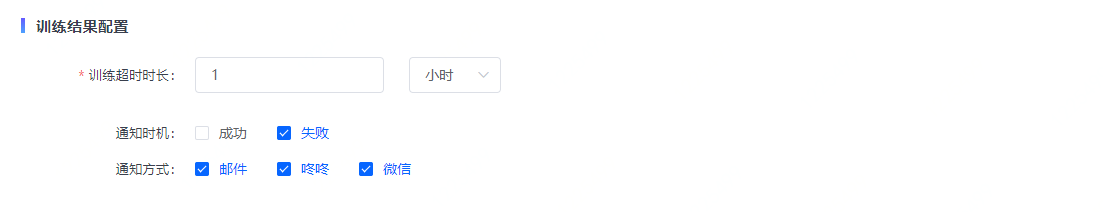 训练结果配置
* 训练超时时长： 1 小时
通知时机： 成功 失败
通知方式： 邮件 咚咚 微信